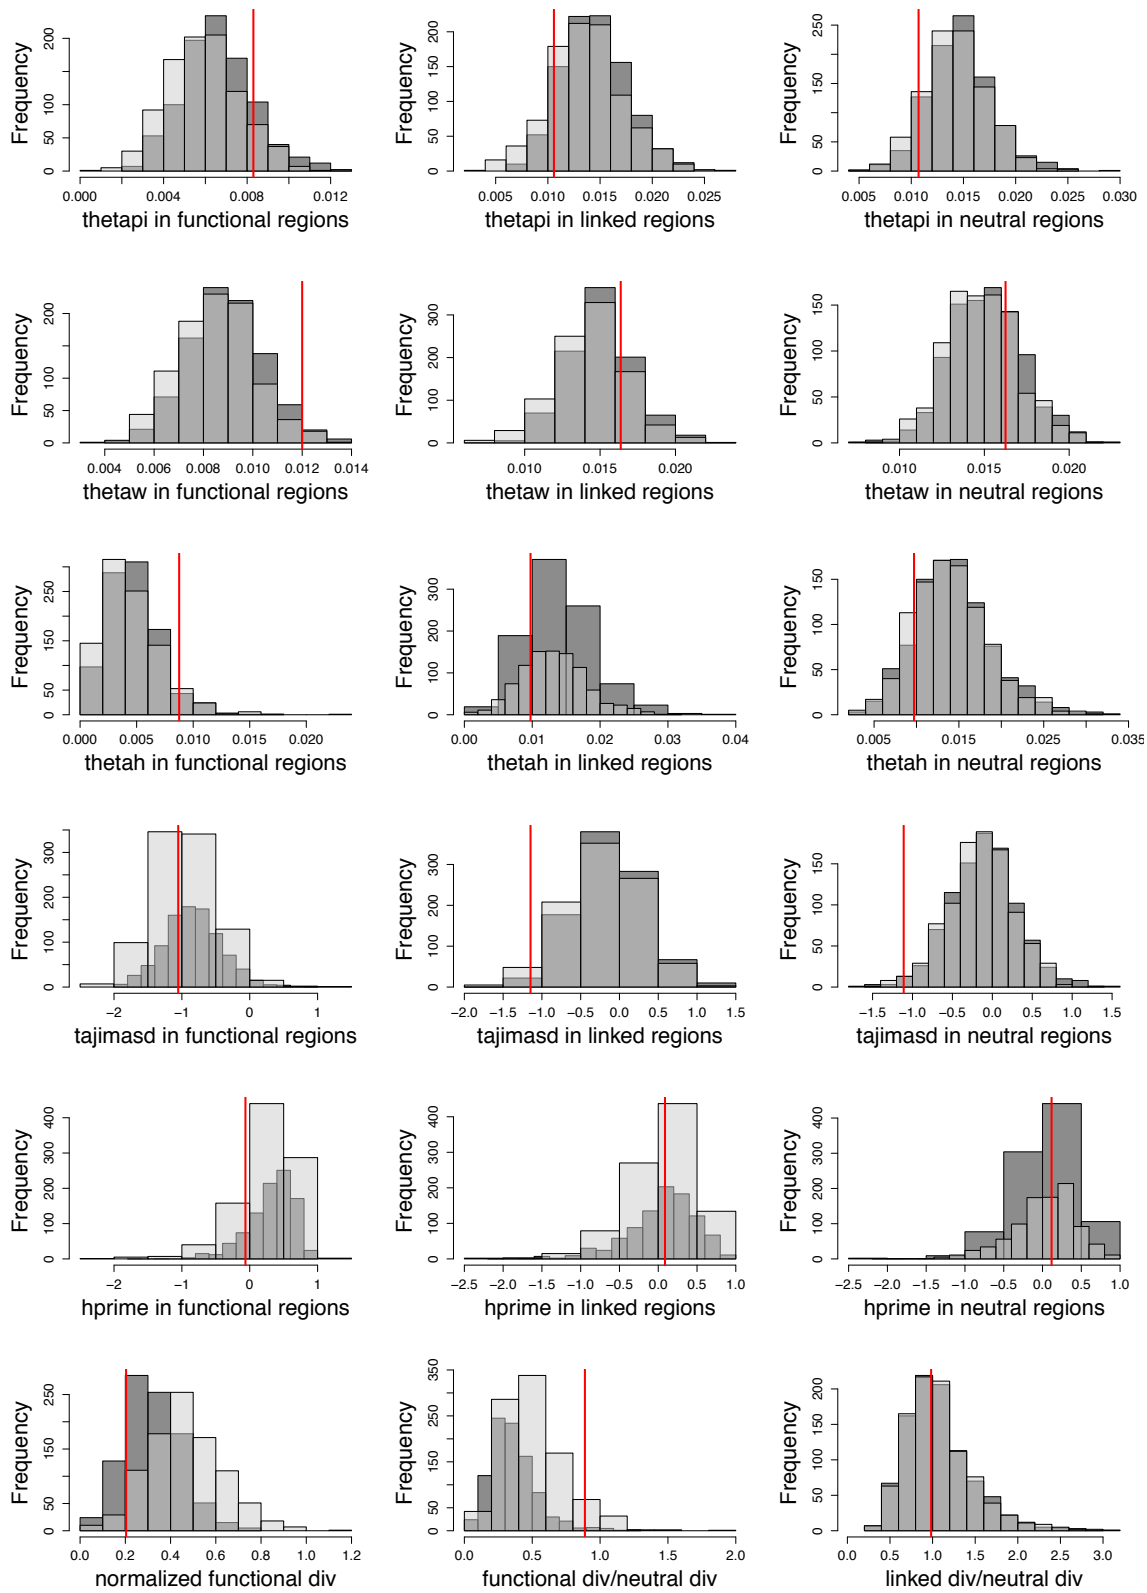 Frequency
0 50 100 200
0.000 0.004 0.008 0.012
thetapi in functional regions
Frequency
0 50 100 200
0.005 0.010 0.015 0.020 0.025
thetapi in linked regions
Frequency
0 50 150 250
0.005 0.010 0.015 0.020 0.025 0.030
thetapi in neutral regions
Frequency
0 50 100 200
0.004 0.006 0.008 0.010 0.012 0.014
thetaw in functional regions
Frequency
0 100 200 300
0.010 0.015 0.020
thetaw in linked regions
Frequency
0 50 100 150
0.010 0.015 0.020
thetaw in neutral regions
Frequency
0 50 150 250
0.000 0.005 0.010 0.015 0.020
thetah in functional regions
Frequency
0 100 200 300
0.00 0.01 0.02 0.03 0.04
thetah in linked regions
Frequency
0 50 100 150
0.005 0.015 0.025 0.035
thetah in neutral regions
Frequency
0 100 200 300
−2 −1 0 1
tajimasd in functional regions
Frequency
0 100 200 300
−2.0 −1.5 −1.0 −0.5 0.0 0.5 1.0 1.5
tajimasd in linked regions
Frequency
0 50 100 150
−1.5 −1.0 −0.5 0.0 0.5 1.0 1.5
tajimasd in neutral regions
Frequency
0 100 200 300 400
−2 −1 0 1
hprime in functional regions
Frequency
0 100 200 300 400
−2.5 −2.0 −1.5 −1.0 −0.5 0.0 0.5 1.0
hprime in linked regions
Frequency
0 100 200 300 400
−2.5 −2.0 −1.5 −1.0 −0.5 0.0 0.5 1.0
hprime in neutral regions
Frequency
0 50 150 250
0.0 0.2 0.4 0.6 0.8 1.0 1.2
normalized functional div
Frequency
0 50 150 250 350
0.0 0.5 1.0 1.5 2.0
functional div/neutral div
Frequency
0 50 100 150 200
0.0 0.5 1.0 1.5 2.0 2.5 3.0
linked div/neutral div